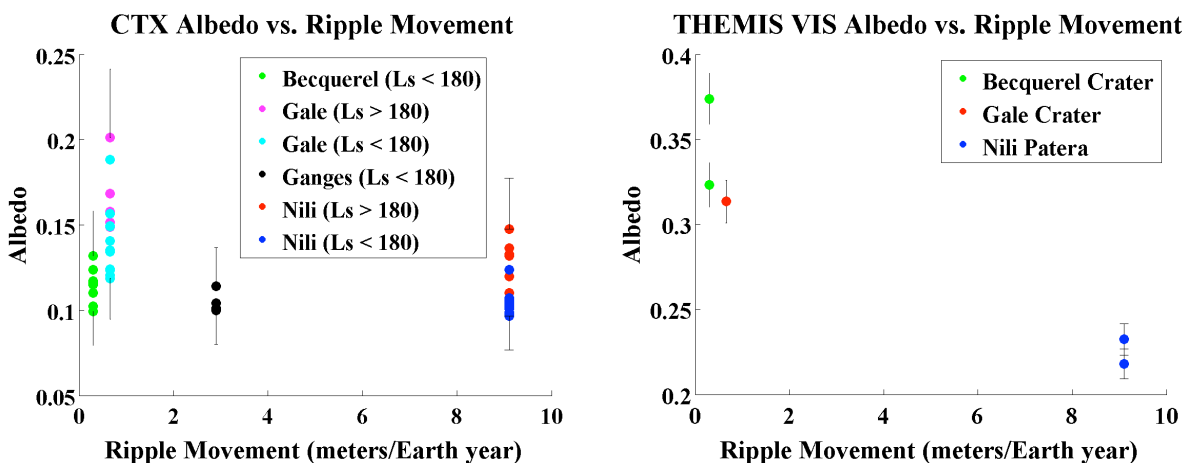 CTX Albedo vs. Ripple Movement
0.25
0.2
0.15
0.1
0.05
Albedo
Becquerel (Ls < 180)
Gale (Ls > 180)
Gale (Ls < 180)
Ganges (Ls < 180)
Nili (Ls > 180)
Nili (Ls < 180)
0 2 4 6 8 10
Ripple Movement (meters/Earth year)
THEMIS VIS Albedo vs. Ripple Movement
0.4
0.35
0.3
0.25
0.2
Albedo
Becquerel Crater
Gale Crater
Nili Patera
0 2 4 6 8 10
Ripple Movement (meters/Earth year)